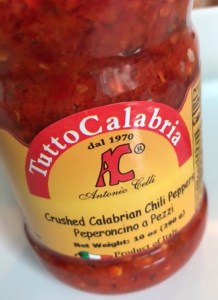 TuttoCalabria
dal 1970
AC®
Antonio Celli
Crushed Calabrian Chili Peppers
Peperoncino a Pezzi
Net Weight: 10 oz (290 g)
Product of Italy